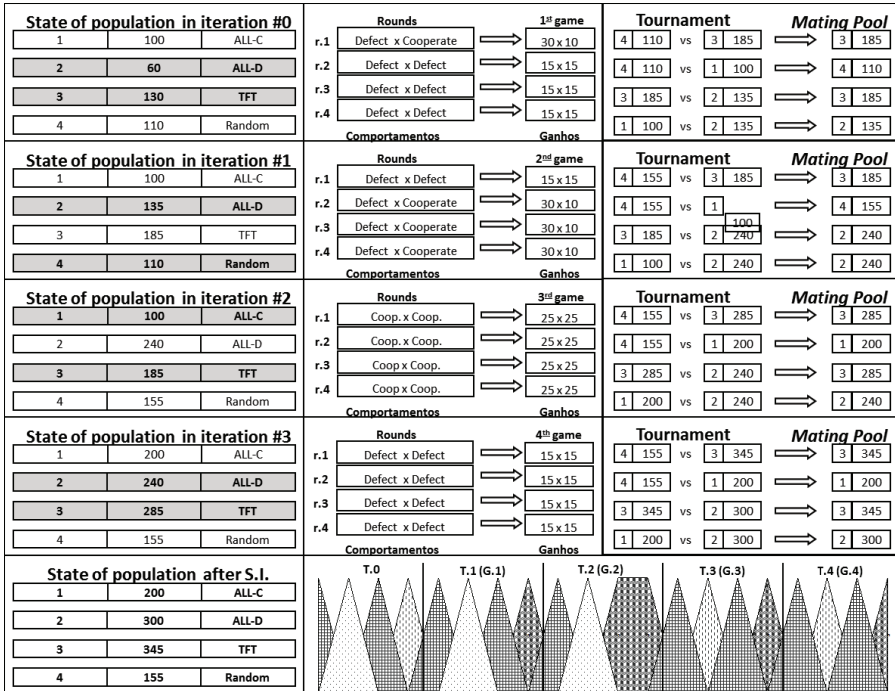 State of population in iteration #0
1 100 ALL-C
2 60 ALL-D
3 130 TFT
4 110 Random
Rounds 1st game
r.1 Defect x Cooperate 30 x 10
r.2 Defect x Defect 15 x 15
r.3 Defect x Defect 15 x 15
r.4 Defect x Defect 15 x 15
Comportamentos Ganhos
Tournament Mating Pool
4 110 vs 3 185 3 185
4 110 vs 1 100 4 110
3 185 vs 2 135 3 185
1 100 vs 2 135 2 135
State of population in iteration #1
1 100 ALL-C
2 135 ALL-D
3 185 TFT
4 110 Random
Rounds 2nd game
r.1 Defect x Defect 15 x 15
r.2 Defect x Cooperate 30 x 10
r.3 Defect x Cooperate 30 x 10
r.4 Defect x Cooperate 30 x 10
Comportamentos Ganhos
Tournament Mating Pool
4 155 vs 3 185 3 185
4 155 vs 1 4 155
100
3 185 vs 2 240 2 240
1 100 vs 2 240 2 240
State of population in iteration #2
1 100 ALL-C
2 240 ALL-D
3 185 TFT
4 155 Random
Rounds 3rd game
r.1 Coop. x Coop. 25 x 25
r.2 Coop. x Coop. 25 x 25
r.3 Coop x Coop. 25 x 25
r.4 Coop x Coop. 25 x 25
Comportamentos Ganhos
Tournament Mating Pool
4 155 vs 3 285 3 285
4 155 vs 1 200 1 200
3 285 vs 2 240 3 285
1 200 vs 2 240 2 240
State of population in iteration #3
1 200 ALL-C
2 240 ALL-D
3 285 TFT
4 155 Random
Rounds 4th game
r.1 Defect x Defect 15 x 15
r.2 Defect x Defect 15 x 15
r.3 Defect x Defect 15 x 15
r.4 Defect x Defect 15 x 15
Comportamentos Ganhos
Tournament Mating Pool
4 155 vs 3 345 3 345
4 155 vs 1 200 1 200
3 345 vs 2 300 3 345
1 200 vs 2 300 2 300
State of population after S.I.
1 200 ALL-C
2 300 ALL-D
3 345 TFT
4 155 Random
T.0 T.1 (G.1) T.2 (G.2) T.3 (G.3) T.4 (G.4)